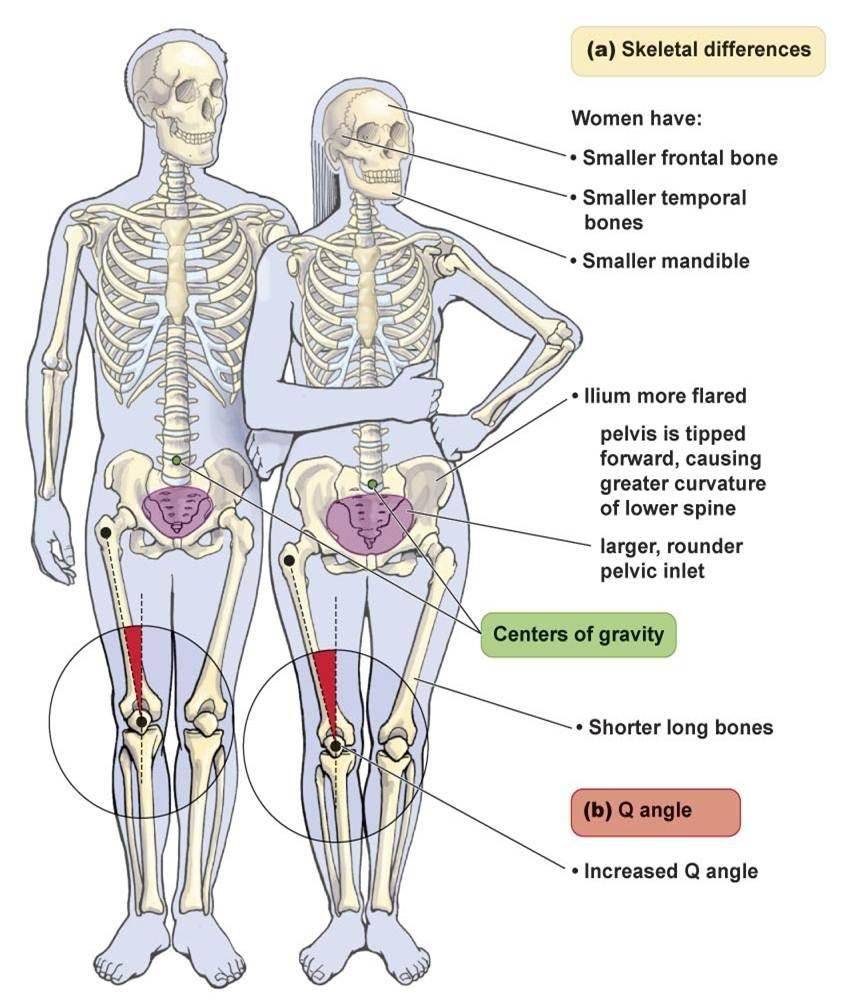 (a) Skeletal differences
Women have:
• Smaller frontal bone
• Smaller temporal
bones
• Smaller mandible
• Ilium more flared
pelvis is tipped
forward, causing
greater curvature
of lower spine
larger, rounder
pelvic inlet
Centers of gravity
• Shorter long bones
(b) Q angle
• Increased Q angle